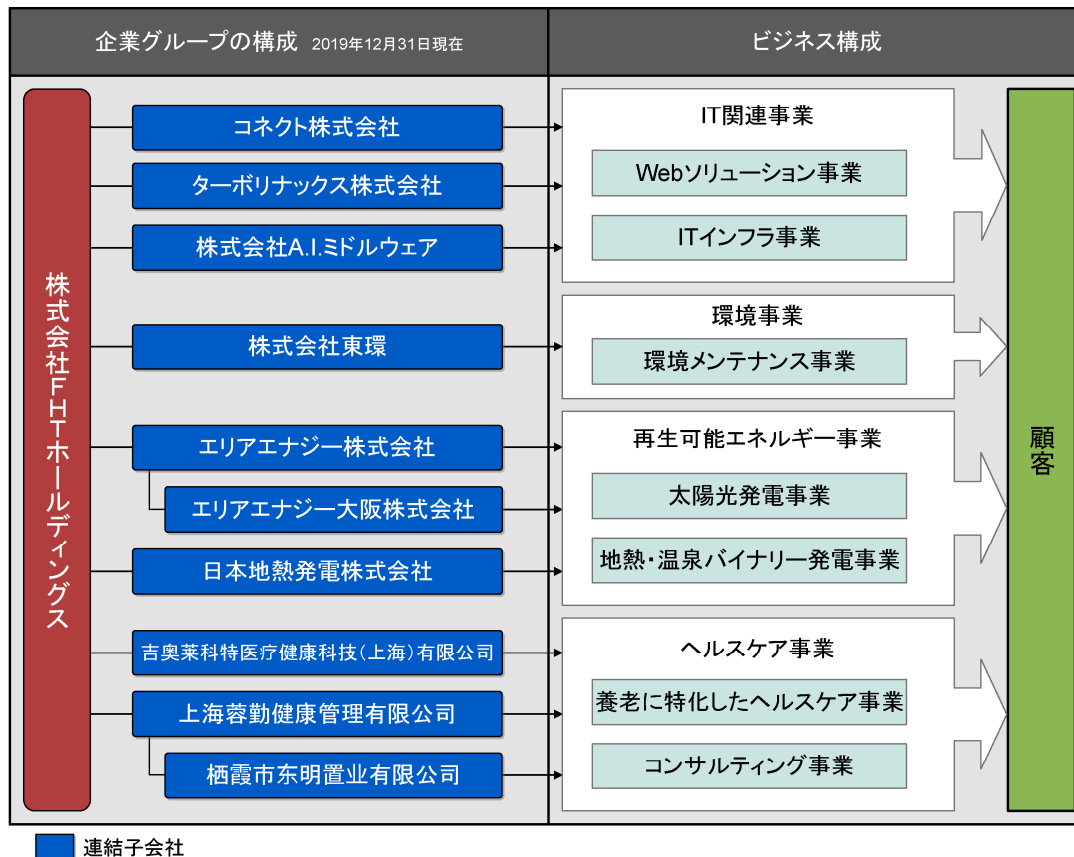 企業グループの構成 2019年12月31日現在
ビジネス構成
株式会社FHTホールディングス
コネクト株式会社
ターボリナックス株式会社
株式会社A.I.ミドルウェア
株式会社東環
エリアエナジー株式会社
エリアエナジー大阪株式会社
日本地熱発電株式会社
吉奥莱科特医疗健康科技(上海)有限公司
上海蓉勤健康管理有限公司
栖霞市东明置业有限公司
IT関連事業
Webソリューション事業
ITインフラ事業
環境事業
環境メンテナンス事業
再生可能エネルギー事業
太陽光発電事業
地熱・温泉バイナリー発電事業
ヘルスケア事業
養老に特化したヘルスケア事業
コンサルティング事業
顧客
連結子会社